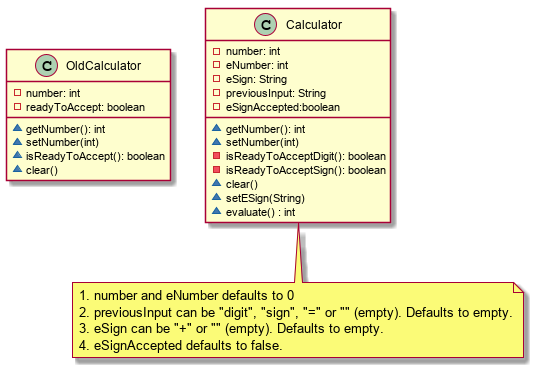 C OldCalculator
number: int
readyToAccept: boolean
getNumber(): int
setNumber(int)
isReadyToAccept(): boolean
clear()
C Calculator
number: int
eNumber: int
eSign: String
previousInput: String
eSignAccepted:boolean
getNumber(): int
setNumber(int)
isReadyToAcceptDigit(): boolean
isReadyToAcceptSign(): boolean
clear()
setESign(String)
evaluate() : int
1. number and eNumber defaults to 0
2. previousInput can be "digit", "sign", "=" or "" (empty). Defaults to empty.
3. eSign can be "+" or "" (empty). Defaults to empty.
4. eSignAccepted defaults to false.